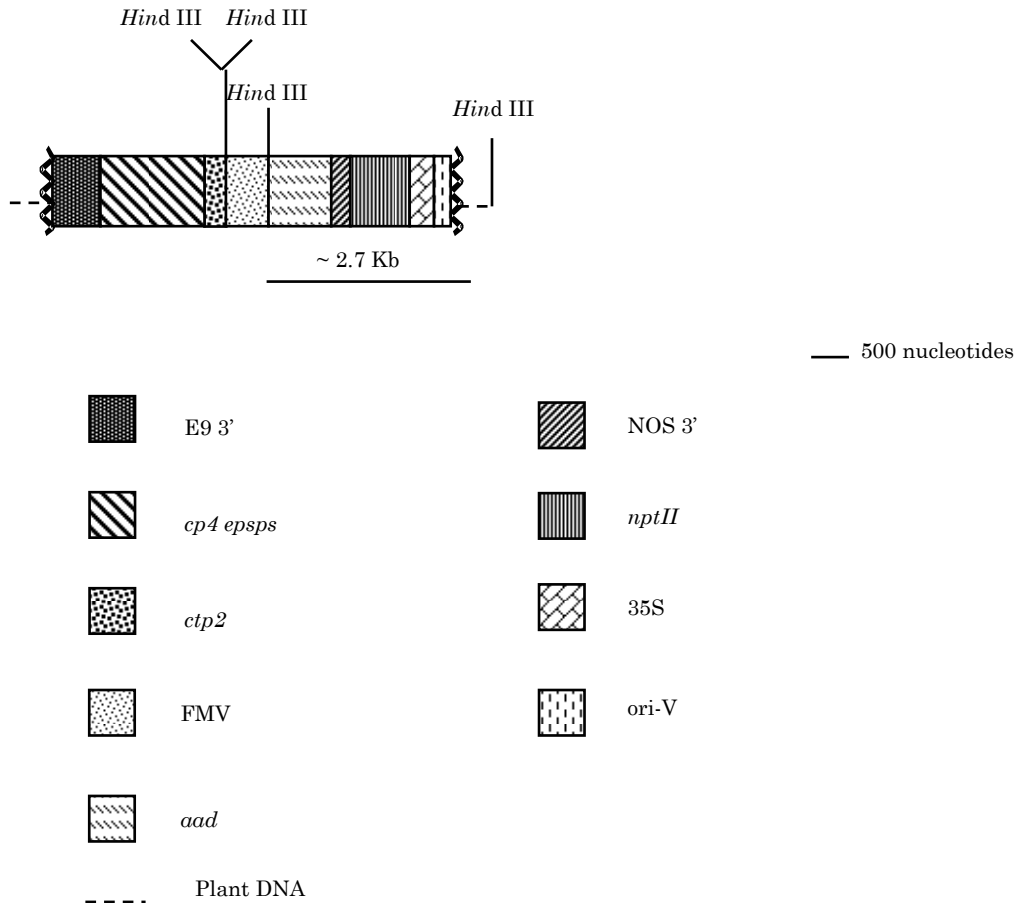 Hind III Hind III
Hind III
Hind III
~ 2.7 Kb
500 nucleotides
E9 3’
NOS 3’
cp4 epsps
nptII
ctp2
35S
FMV
ori-V
aad
Plant DNA